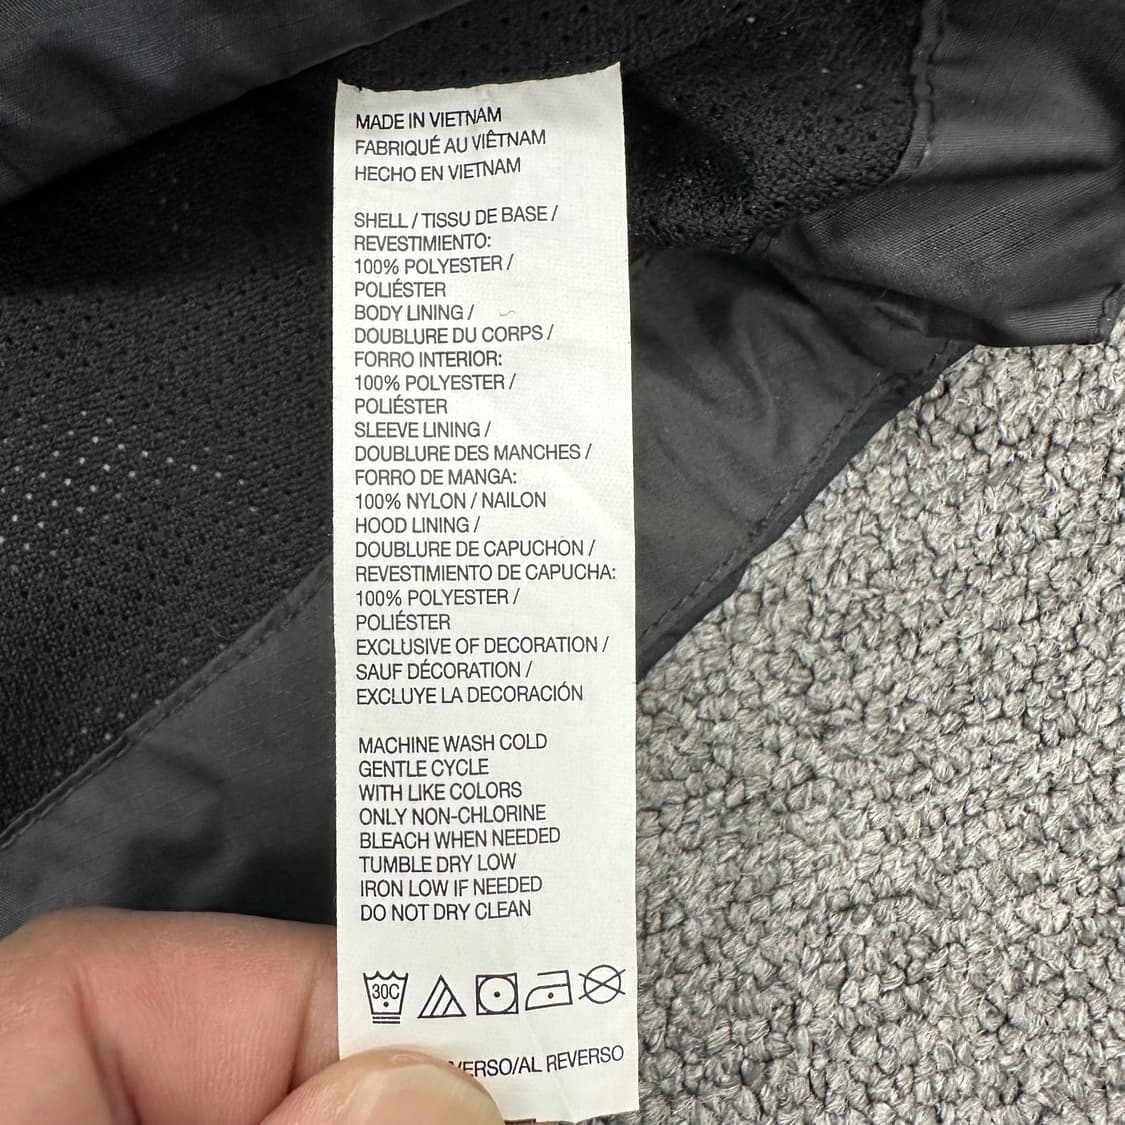 MADE IN VIETNAM
FABRIQUÉ AU VIÊTNAM
HECHO EN VIETNAM
SHELL / TISSU DE BASE /
REVESTIMIENTO:
100% POLYESTER /
POLIÉSTER
BODY LINING /
DOUBLURE DU CORPS /
FORRO INTERIOR:
100% POLYESTER /
POLIÉSTER
SLEEVE LINING /
DOUBLURE DES MANCHES /
FORRO DE MANGA:
100% NYLON / NAILON
HOOD LINING /
DOUBLURE DE CAPUCHON /
REVESTIMIENTO DE CAPUCHA:
100% POLYESTER /
POLIÉSTER
EXCLUSIVE OF DECORATION /
SAUF DÉCORATION /
EXCLUYE LA DECORACIÓN
MACHINE WASH COLD
GENTLE CYCLE
WITH LIKE COLORS
ONLY NON-CHLORINE
BLEACH WHEN NEEDED
TUMBLE DRY LOW
IRON LOW IF NEEDED
DO NOT DRY CLEAN
30C
/AL REVERSO